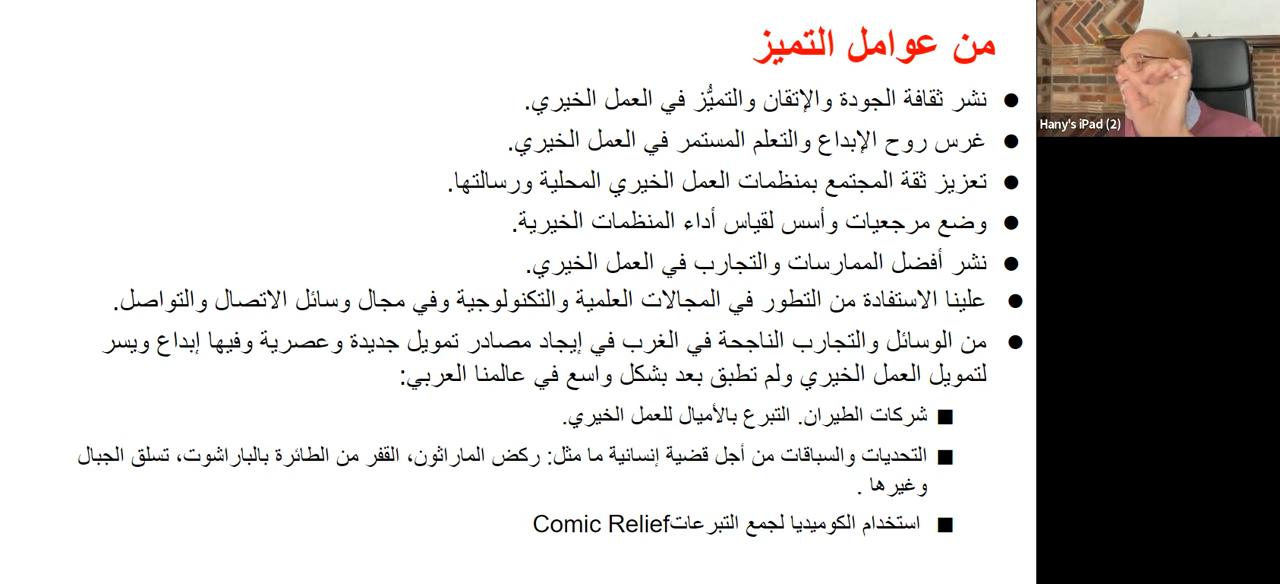 من عوامل التميز
● نشر ثقافة الجودة والإتقان والتميُّز في العمل الخيري.
● غرس روح الإبداع والتعلم المستمر في العمل الخيري.
● تعزيز ثقة المجتمع بمنظمات العمل الخيري المحلية ورسالتها.
● وضع مرجعيات وأسس لقياس أداء المنظمات الخيرية.
● نشر أفضل الممارسات والتجارب في العمل الخيري.
● علينا الاستفادة من التطور في المجالات العلمية والتكنولوجية وفي مجال وسائل الاتصال والتواصل.
● من الوسائل والتجارب الناجحة في الغرب في إيجاد مصادر تمويل جديدة وعصرية وفيها إبداع ويسر
لتمويل العمل الخيري ولم تطبق بعد بشكل واسع في عالمنا العربي:
■ شركات الطيران. التبرع بالأميال للعمل الخيري.
■ التحديات والسباقات من أجل قضية إنسانية ما مثل: ركض الماراثون، القفز من الطائرة بالباراشوت، تسلق الجبال
وغيرها .
■ استخدام الكوميديا لجمع التبرعاتComic Relief
Hany's iPad (2)